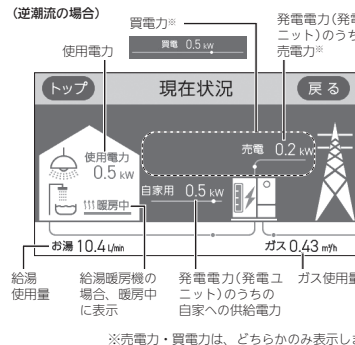 (逆潮流の場合)
買電力※
発電電力(発電
ニット)のうち
売電力※
使用電力
買電 0.5 kw
トップ
現在状況
戻る
売電 0.2 kw
使用電力
0.5 kw
自家用 0.5 kw
暖房中
お湯 10.4 L/min
ガス 0.43 m³/h
給湯
使用量
給湯暖房機の
場合、暖房中
に表示
発電電力(発電ユ
ニット)のうちの
自家への供給電力
ガス使用量
※売電力・買電力は、どちらかのみ表示しま